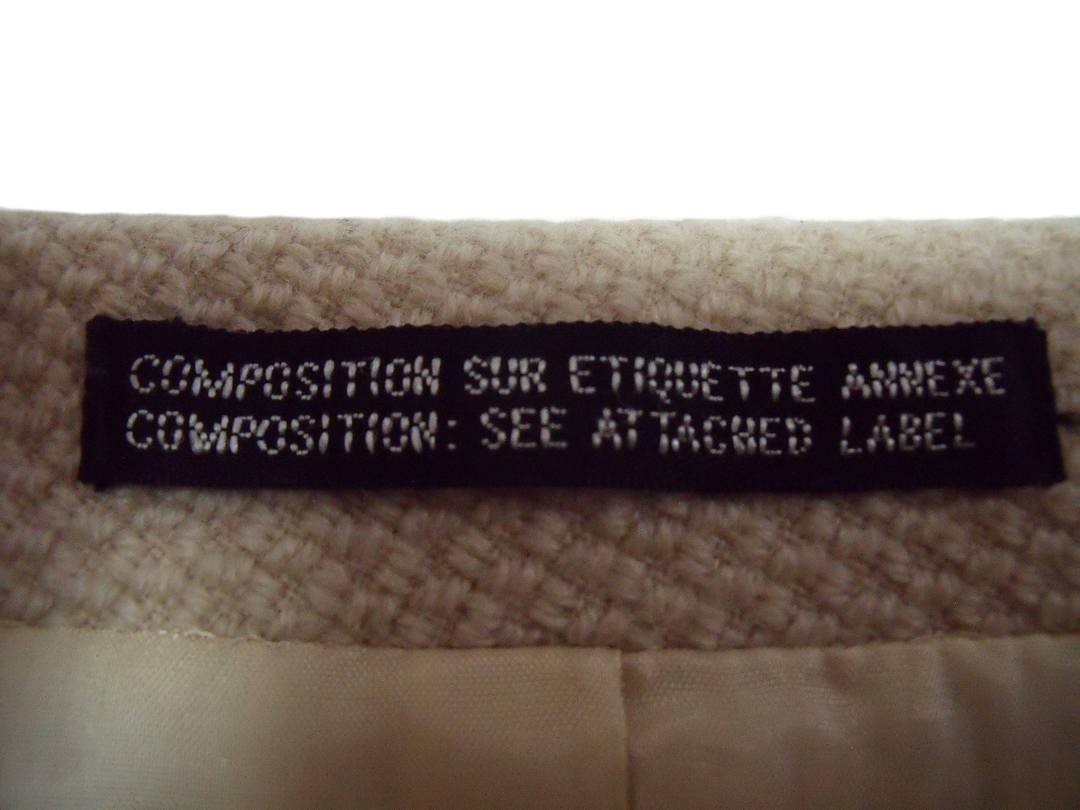 COMPOSITION SUR ETIQUETTE ANNEXE
COMPOSITION: SEE ATTACHED LABEL